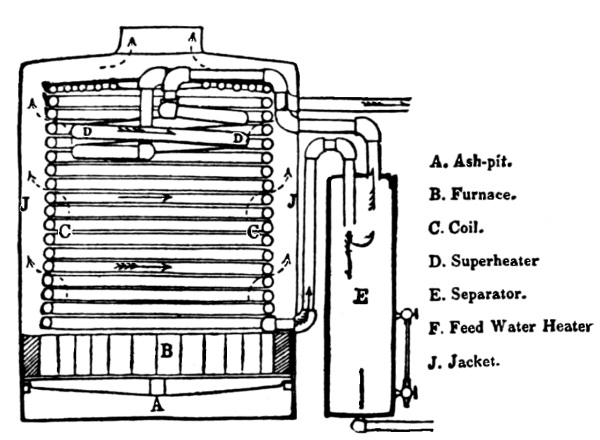 D
D
J
J
C
C
E
B
A
A. Ash-pit.
B. Furnace.
C. Coil.
D. Superheater
E. Separator.
F. Feed Water Heater
J. Jacket.